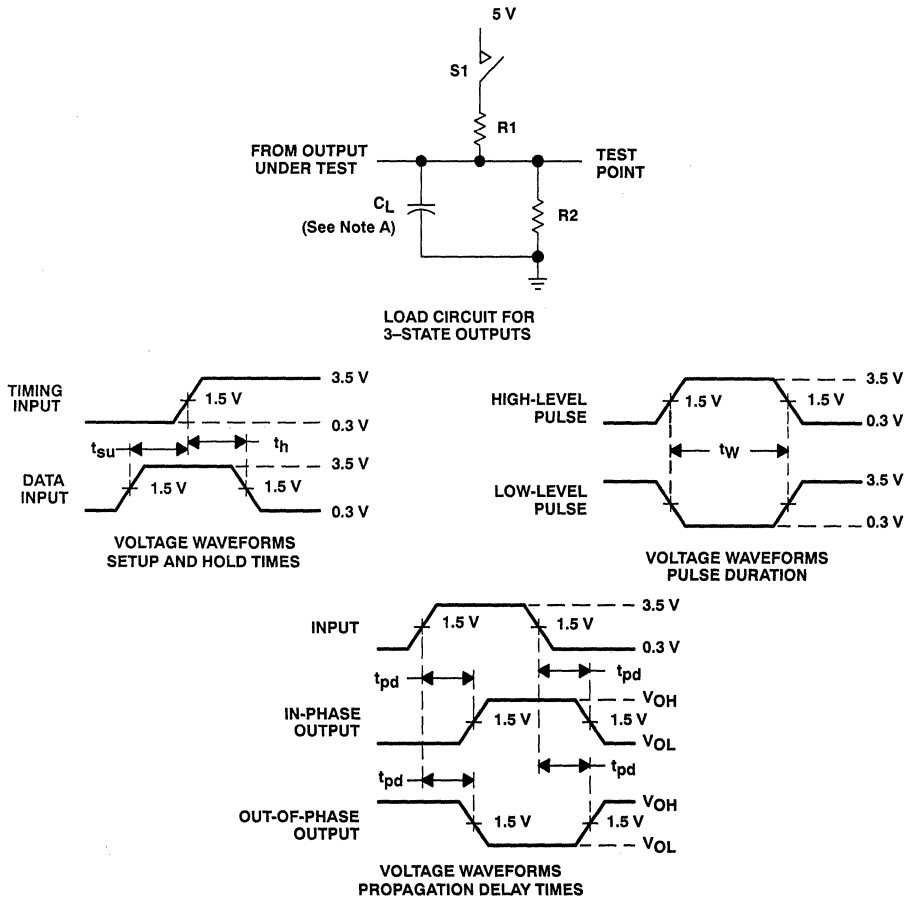 5 V
S1
R1
FROM OUTPUT
UNDER TEST
TEST
POINT
CL
(See Note A)
R2
LOAD CIRCUIT FOR
3–STATE OUTPUTS
TIMING
INPUT
3.5 V
1.5 V
0.3 V
tsu
th
DATA
INPUT
3.5 V
1.5 V
1.5 V
0.3 V
VOLTAGE WAVEFORMS
SETUP AND HOLD TIMES
HIGH-LEVEL
PULSE
3.5 V
1.5 V
1.5 V
0.3 V
tw
LOW-LEVEL
PULSE
3.5 V
0.3 V
VOLTAGE WAVEFORMS
PULSE DURATION
INPUT
3.5 V
1.5 V
1.5 V
0.3 V
tpd
tpd
IN-PHASE
OUTPUT
VOH
1.5 V
1.5 V
VOL
tpd
tpd
OUT-OF-PHASE
OUTPUT
VOH
1.5 V
1.5 V
VOL
VOLTAGE WAVEFORMS
PROPAGATION DELAY TIMES